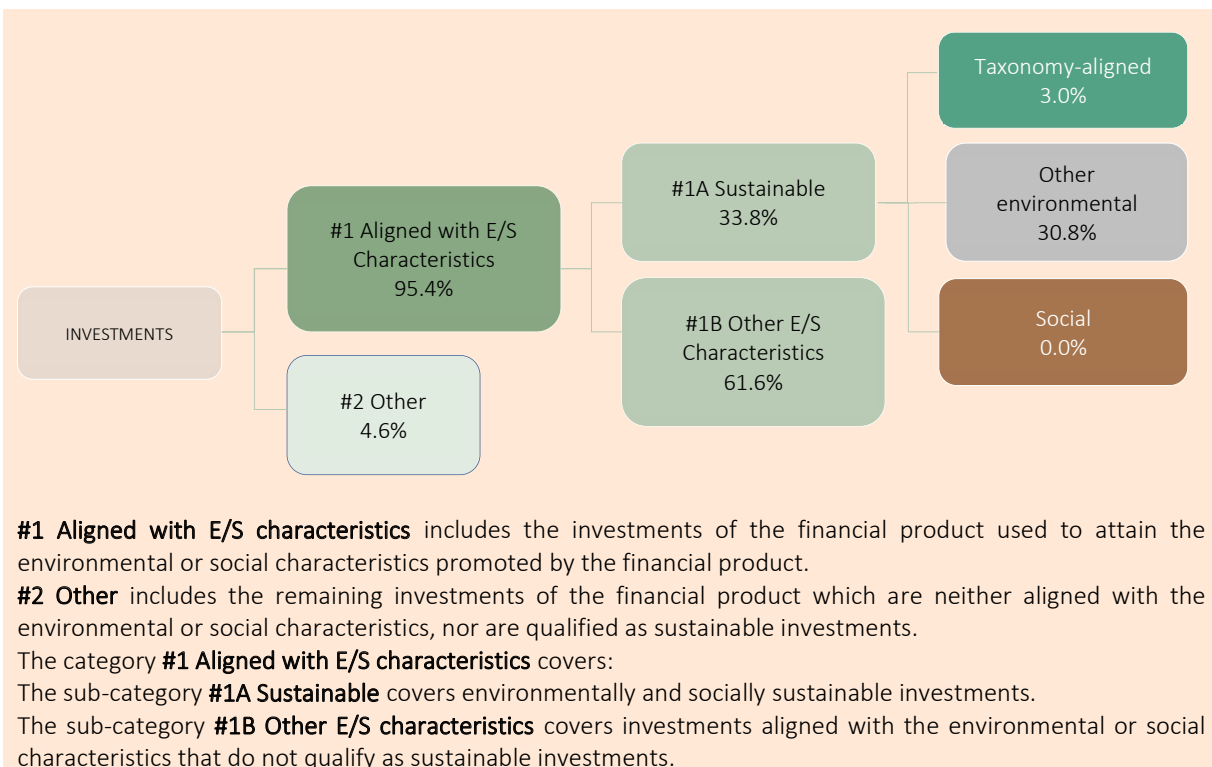 Taxonomy-aligned
3.0%
#1A Sustainable
33.8%
Other
environmental
30.8%
#1 Aligned with E/S
Characteristics
95.4%
INVESTMENTS
#1B Other E/S
Characteristics
61.6%
Social
0.0%
#2 Other
4.6%
#1 Aligned with E/S characteristics includes the investments of the financial product used to attain the
environmental or social characteristics promoted by the financial product.
#2 Other includes the remaining investments of the financial product which are neither aligned with the
environmental or social characteristics, nor are qualified as sustainable investments.
The category #1 Aligned with E/S characteristics covers:
The sub-category #1A Sustainable covers environmentally and socially sustainable investments.
The sub-category #1B Other E/S characteristics covers investments aligned with the environmental or social
characteristics that do not qualify as sustainable investments.